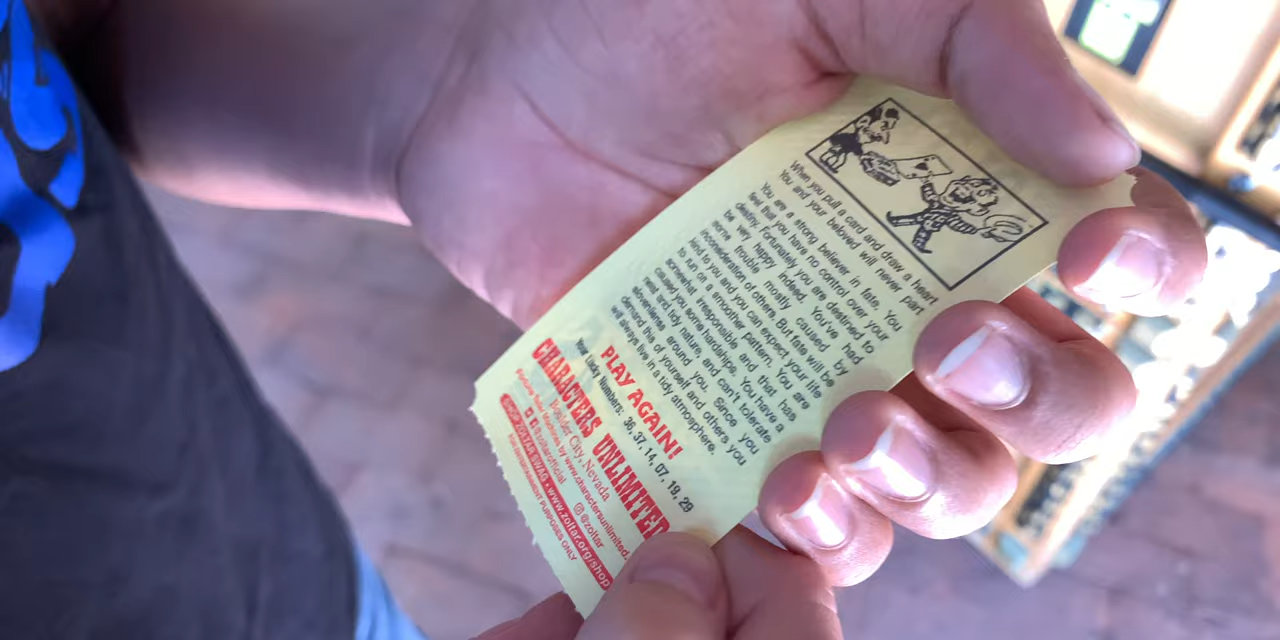 When you pull a card and draw a heart
You and your beloved will never part
You are a strong believer in fate. You
feel that you have no control over your
destiny. Fortunately you are destined to
be very happy indeed. You've had
some trouble mostly caused by
inconsideration of others. But fate will be
kind to you and you can expect your life
to run on a smoother pattern. You are
somewhat responsible and that has
caused you some hardships. You have a
neat and tidy nature, and can't tolerate
slovenliness around you. Since you
demand this of yourself and others you
will always live in a tidy atmosphere.
PLAY AGAIN!
Your Lucky Numbers: 36, 37, 14, 07, 19, 29
CHARACTERS UNLIMITED
Boulder City, Nevada
www.charactersunlimited.
@zoltar
ZOLTAR SWAG • www.zoltar.org/shop
ENTERTAINMENT PURPOSES ONLY